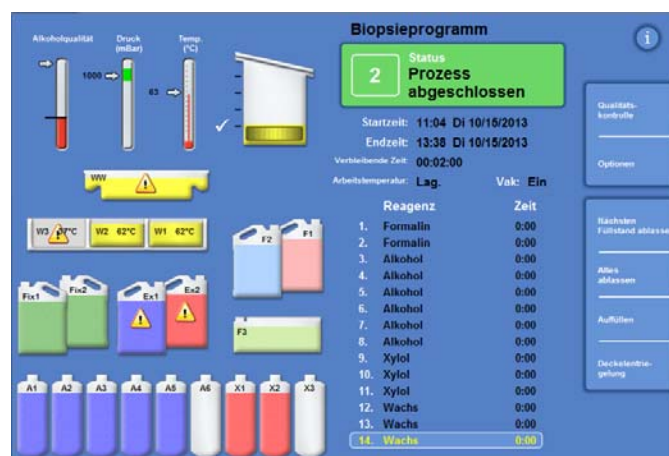 Biopsieprogramm
i
Alkoholqualität
Druck
(mBar)
Temp.
(°C)
1000
63
Status
2
Prozess
abgeschlossen
Startzeit: 11:04 Di 10/15/2013
Endzeit: 13:38 Di 10/15/2013
Verbleibende Zeit: 00:02:00
Arbeitstemperatur: Lag. Vak: Ein
Reagenz Zeit
1. Formalin 0:00
2. Formalin 0:00
3. Alkohol 0:00
4. Alkohol 0:00
5. Alkohol 0:00
6. Alkohol 0:00
7. Alkohol 0:00
8. Alkohol 0:00
9. Xylol 0:00
10. Xylol 0:00
11. Xylol 0:00
12. Wachs 0:00
13. Wachs 0:00
14. Wachs 0:00
WW
W3 W2 62°C W1 62°C
F2 F1
Fix1 Fix2 Ex1 Ex2
F3
A1 A2 A3 A4 A5 A6 X1 X2 X3
Qualitäts-
kontrolle
Optionen
Nächsten
Füllstand ablasse
Alles
ablassen
Auffüllen
Deckelentrie-
gelung